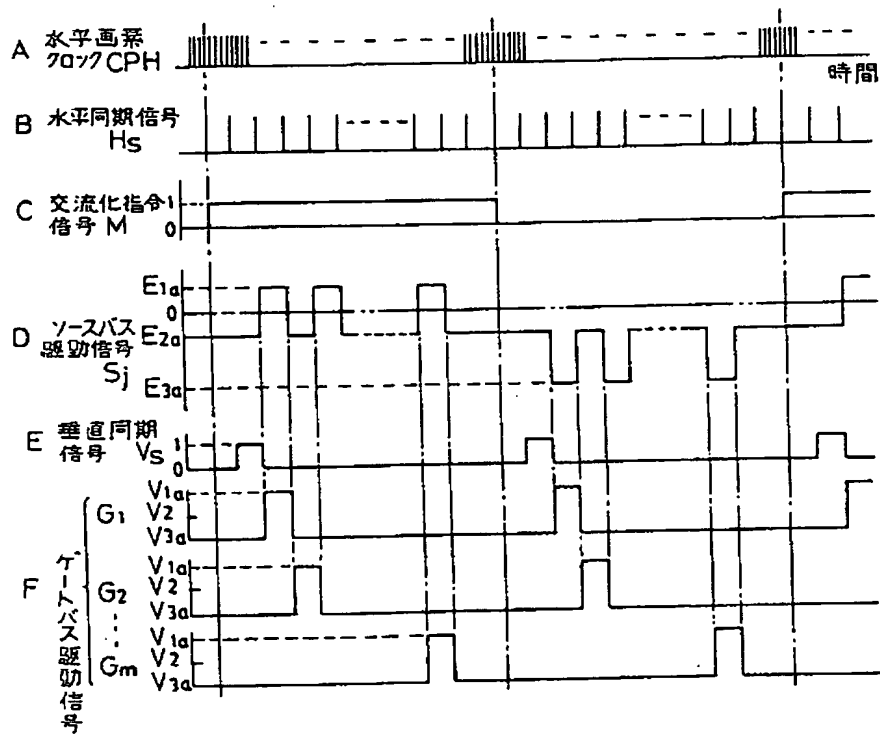 A 水平画素
クロックCPH
時間
B 水平同期信号
Hs
C 交流化指令
信号 M
1
0
D ソースバス
駆動信号
Sj
E1a
0
E2a
E3a
E 垂直同期
信号 Vs
1
0
F ゲートバス駆動信号
G1
V1a
V2
V3a
G2
V1a
V2
V3a
Gm
V1a
V2
V3a